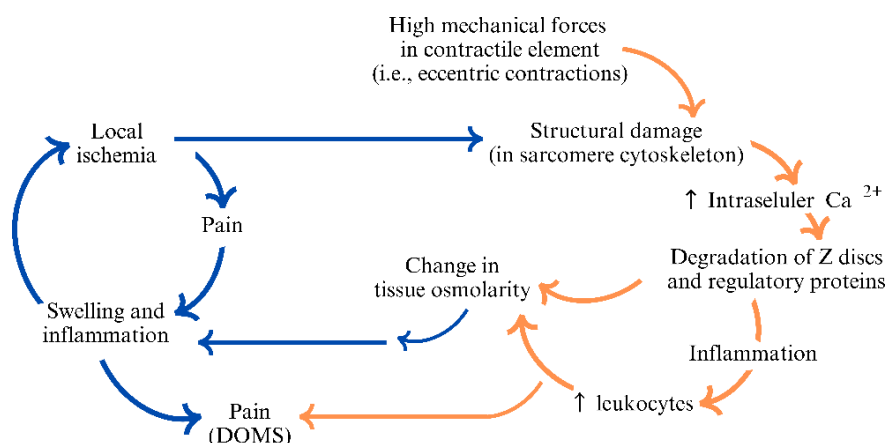 High mechanical forces
in contractile element
(i.e., eccentric contractions)
Local
ischemia
Structural damage
(in sarcomere cytoskeleton)
↑ Intraseluler Ca 2+
Pain
Degradation of Z discs
and regulatory proteins
Change in
tissue osmolarity
Swelling and
inflammation
Inflammation
↑ leukocytes
Pain
(DOMS)